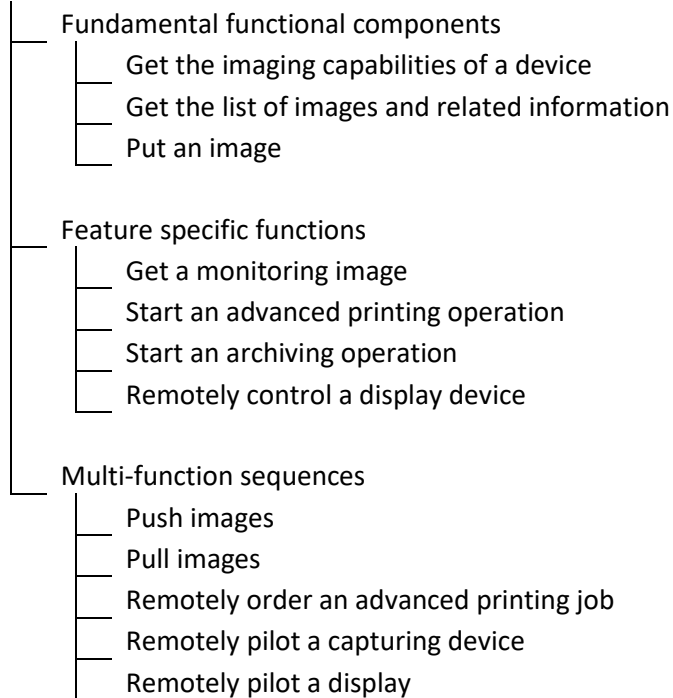 Fundamental functional components
Get the imaging capabilities of a device
Get the list of images and related information
Put an image
Feature specific functions
Get a monitoring image
Start an advanced printing operation
Start an archiving operation
Remotely control a display device
Multi-function sequences
Push images
Pull images
Remotely order an advanced printing job
Remotely pilot a capturing device
Remotely pilot a display